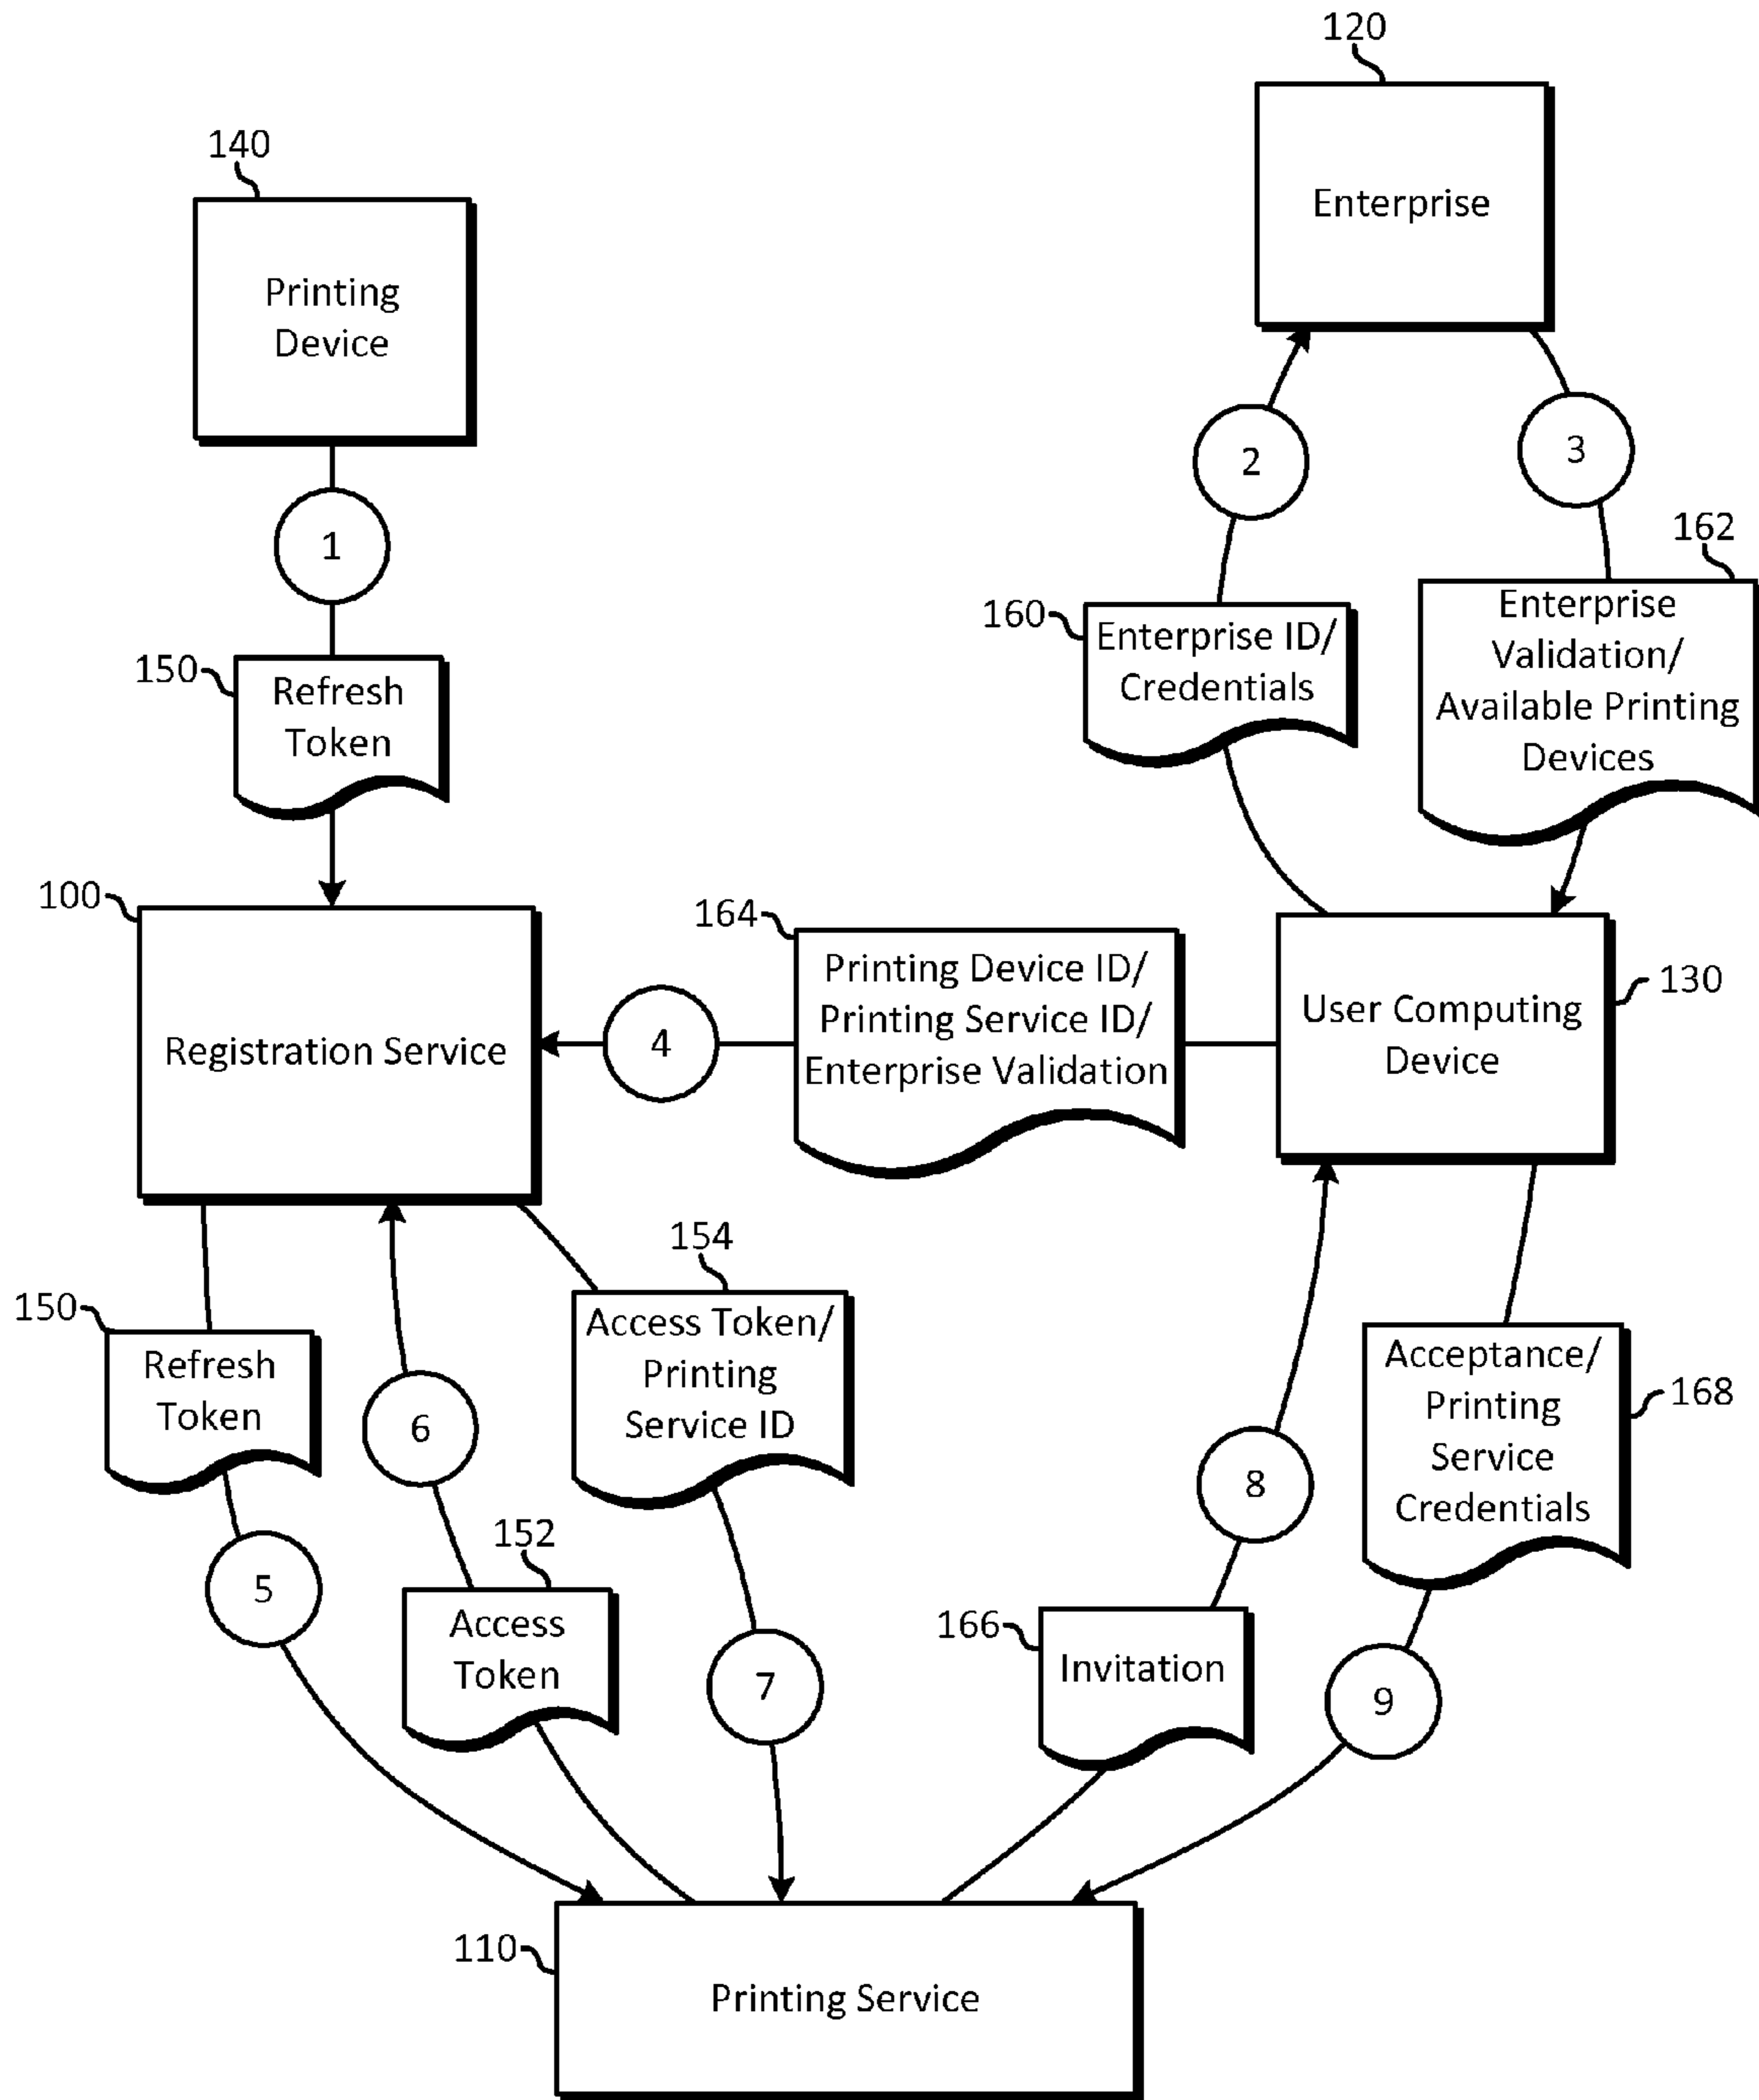 120
140
Enterprise
Printing
Device
2
3
1
162
160
Enterprise ID/
Credentials
Enterprise
Validation/
Available Printing
Devices
150
Refresh
Token
100
Registration Service
164
4
Printing Device ID/
Printing Service ID/
Enterprise Validation
User Computing
Device
130
154
150
Refresh
Token
6
Access Token/
Printing
Service ID
Acceptance/
Printing
Service
Credentials
168
8
5
152
Access
Token
7
166
Invitation
9
110
Printing Service